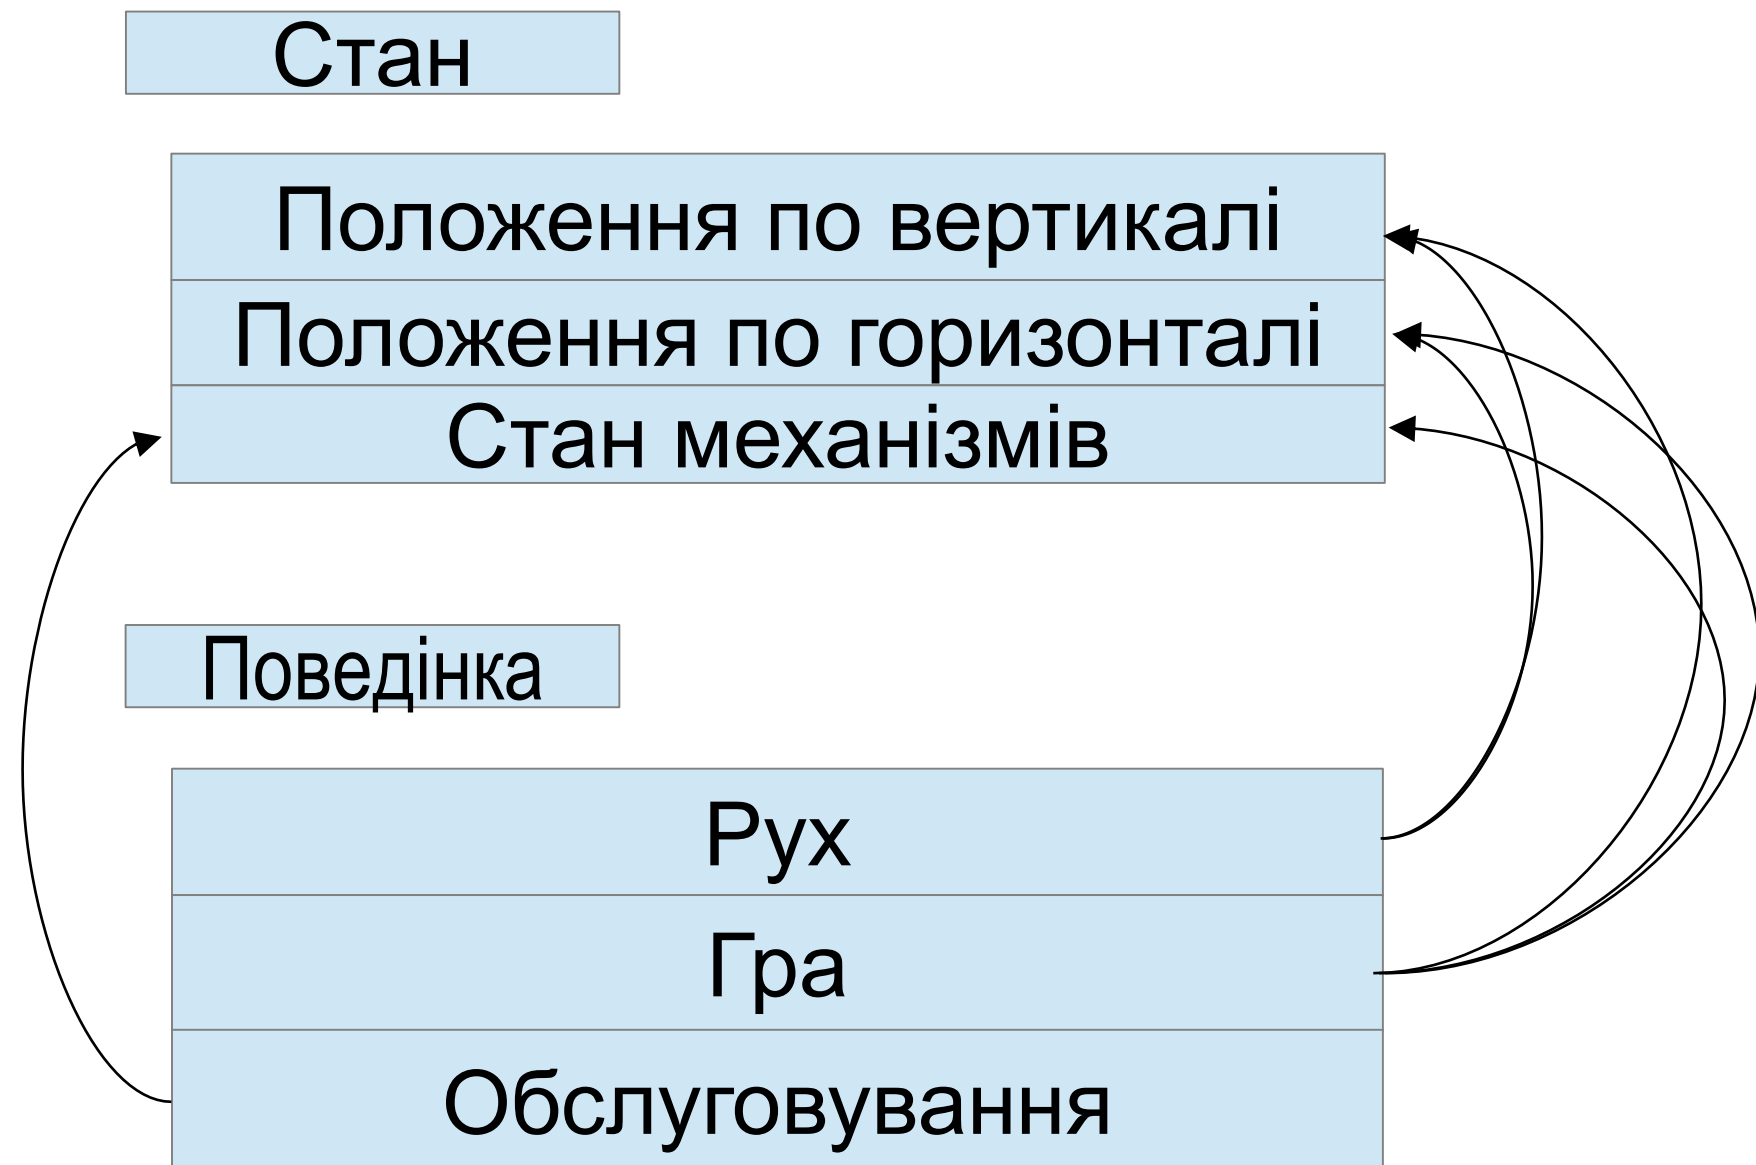 Стан
Положення по вертикалі
Положення по горизонталі
Стан механізмів
Поведінка
Рух
Гра
Обслуговування